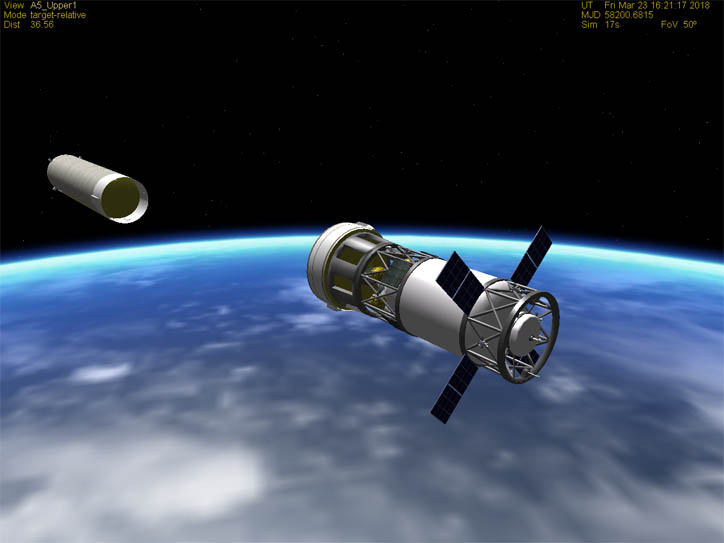 View A5_Upper1
Mode target-relative
Dist 36.56
UT Fri Mar 23 16:21:17 2018
MJD 58200.6815
Sim 17s FoV 50°